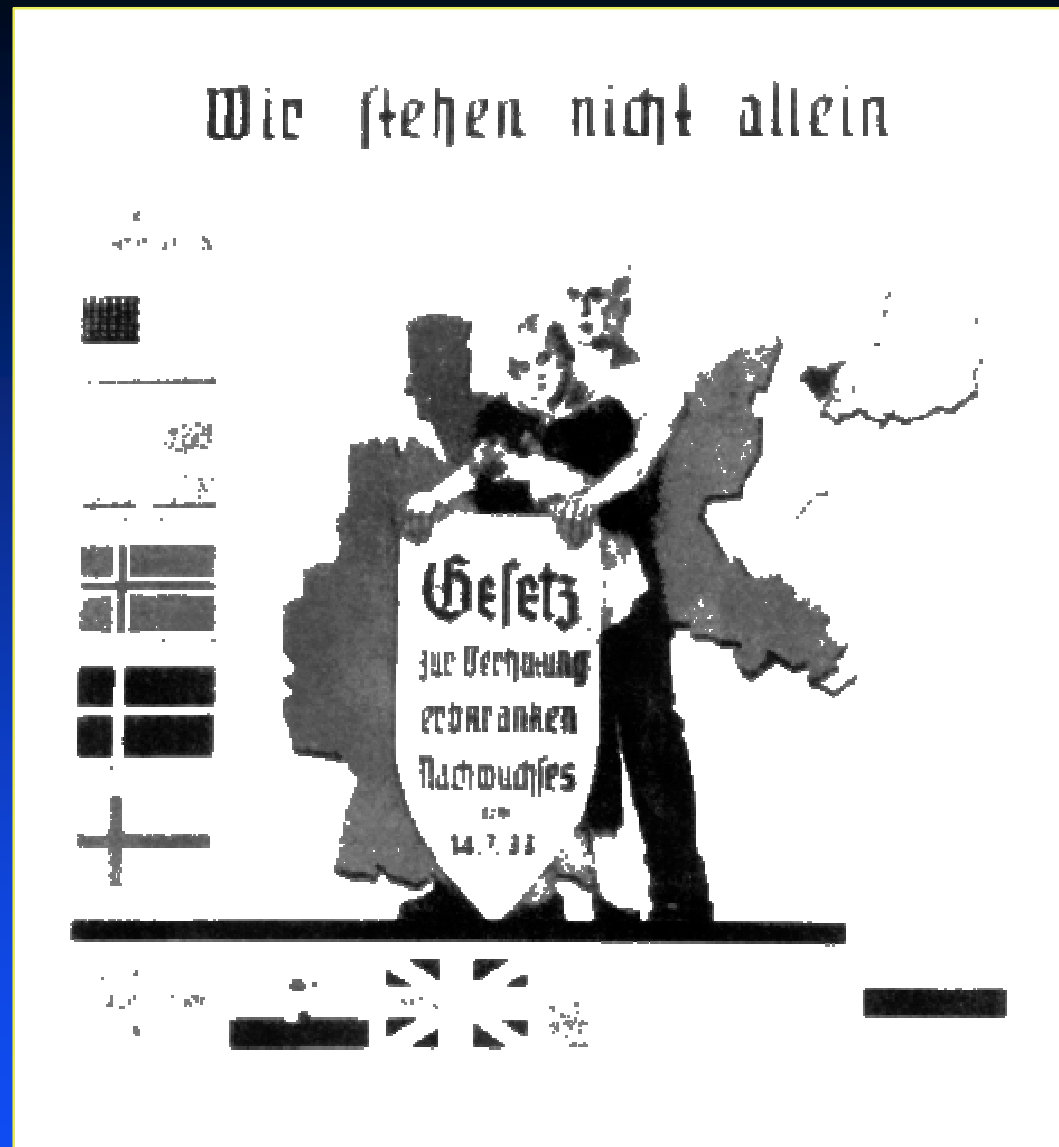 Wir stehen nicht allein
Gesetz
zur Verhütung
erbkranken
Nachwuchses
14.7.33